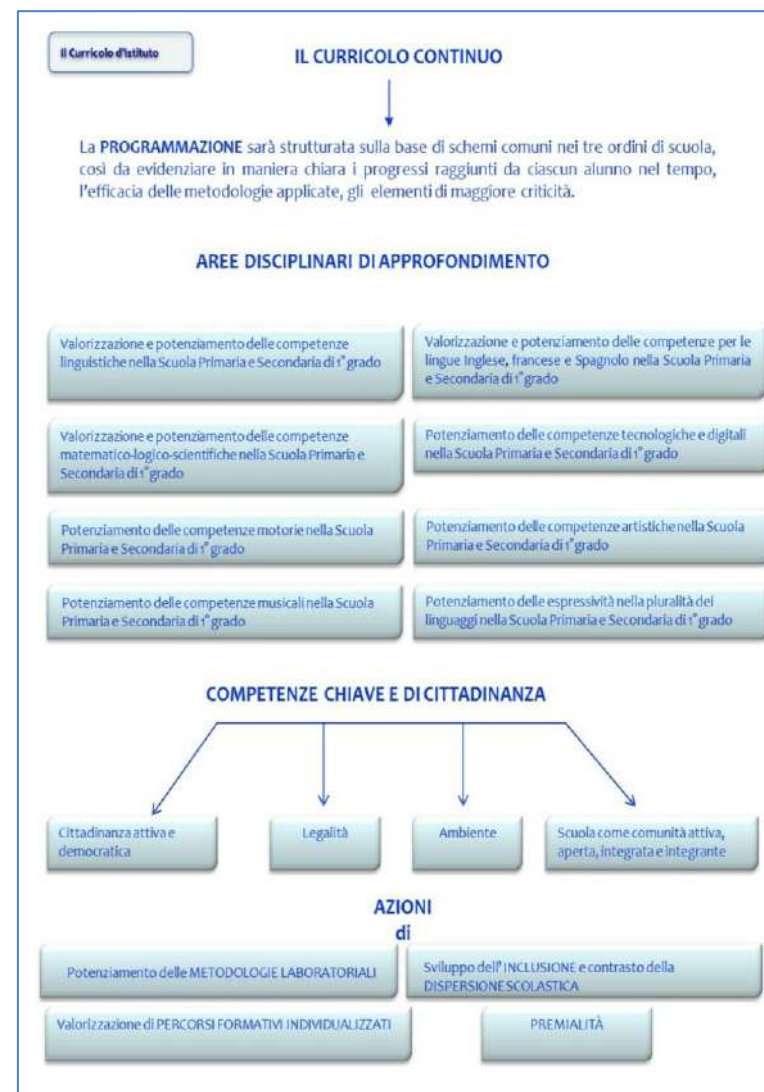 Il Curricolo d'Istituto
IL CURRICOLO CONTINUO
La PROGRAMMAZIONE sarà strutturata sulla base di schemi comuni nei tre ordini di scuola,
così da evidenziare in maniera chiara i progressi raggiunti da ciascun alunno nel tempo,
l'efficacia delle metodologie applicate, gli elementi di maggiore criticità.
AREE DISCIPLINARI DI APPROFONDIMENTO
Valorizzazione e potenziamento delle competenze
linguistiche nella Scuola Primaria e Secondaria di 1° grado
Valorizzazione e potenziamento delle competenze per le
lingue Inglese, francese e Spagnolo nella Scuola Primaria
e Secondaria di 1° grado
Valorizzazione e potenziamento delle competenze
matematico-logico-scientifiche nella Scuola Primaria e
Secondaria di 1° grado
Potenziamento delle competenze tecnologiche e digitali
nella Scuola Primaria e Secondaria di 1° grado
Potenziamento delle competenze motorie nella Scuola
Primaria e Secondaria di 1° grado
Potenziamento delle competenze artistiche nella Scuola
Primaria e Secondaria di 1° grado
Potenziamento delle competenze musicali nella Scuola
Primaria e Secondaria di 1° grado
Potenziamento delle espressività nella pluralità dei
linguaggi nella Scuola Primaria e Secondaria di 1° grado
COMPETENZE CHIAVE E DI CITTADINANZA
Cittadinanza attiva e
democratica
Legalità
Ambiente
Scuola come comunità attiva,
aperta, integrata e integrante
AZIONI
di
Potenziamento delle METODOLOGIE LABORATORIALI
Sviluppo dell' INCLUSIONE e contrasto della
DISPERSIONE SCOLASTICA
Valorizzazione di PERCORSI FORMATIVI INDIVIDUALIZZATI
PREMIALITÀ